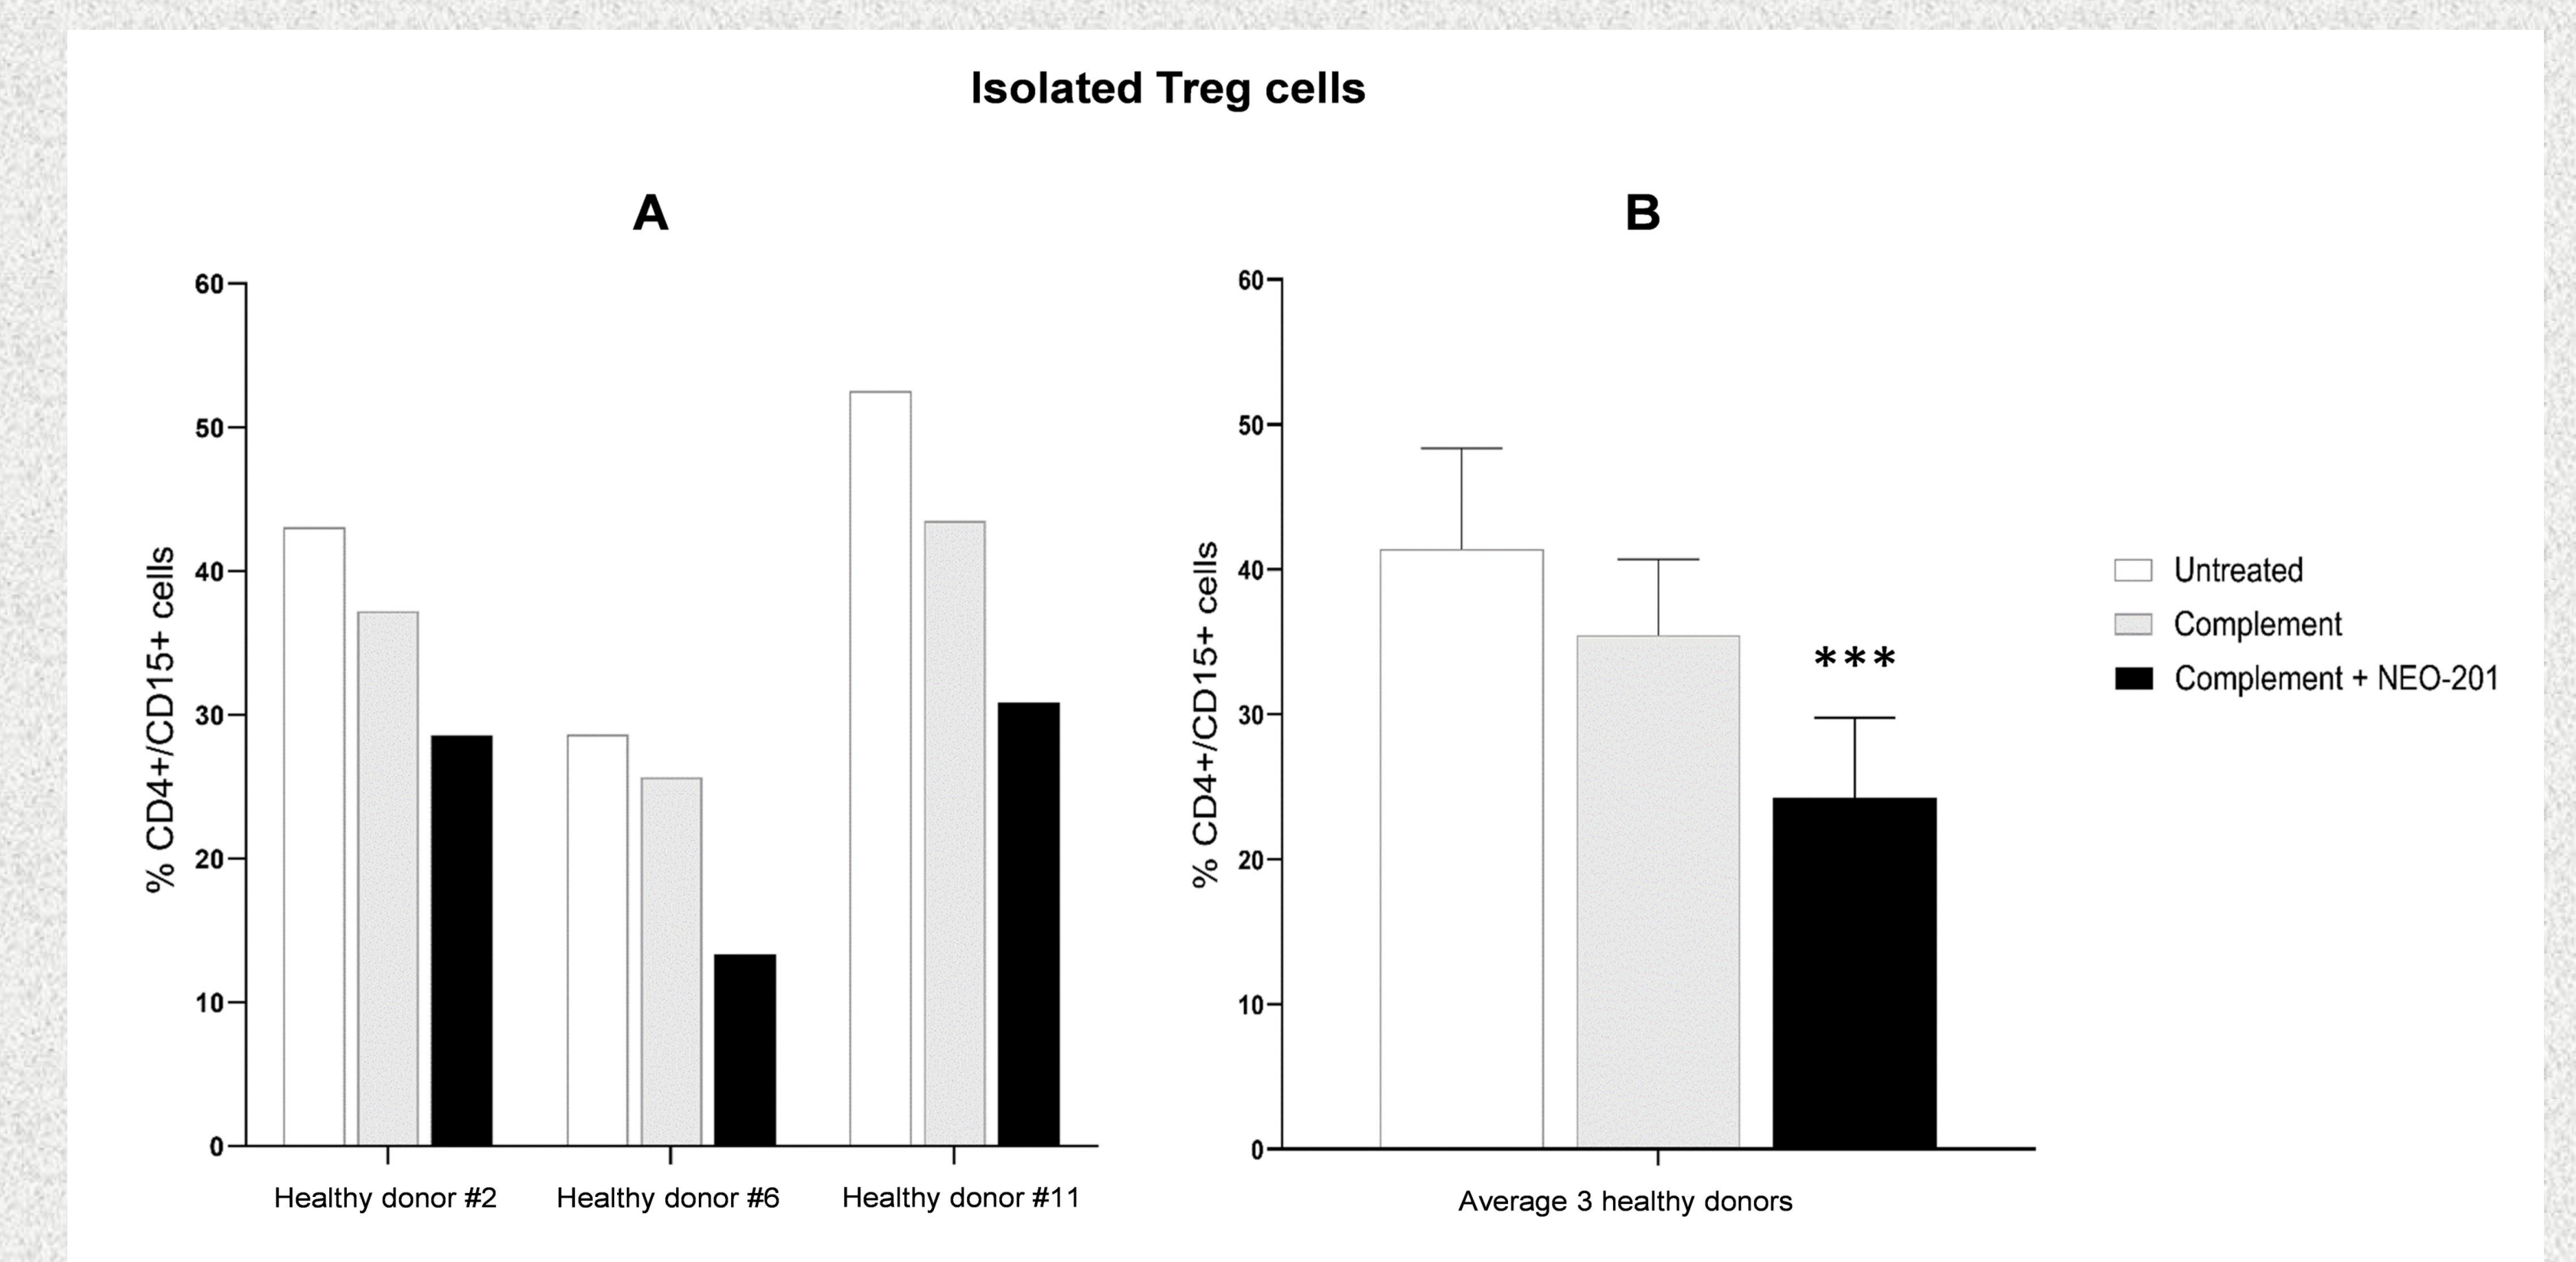 Isolated Treg cells
A
60
50
40
30
20
10
0
% CD4+/CD15+ cells
Healthy donor #2
Healthy donor #6
Healthy donor #11
B
60
50
40
30
20
10
0
% CD4+/CD15+ cells
***
Average 3 healthy donors
Untreated
Complement
Complement + NEO-201